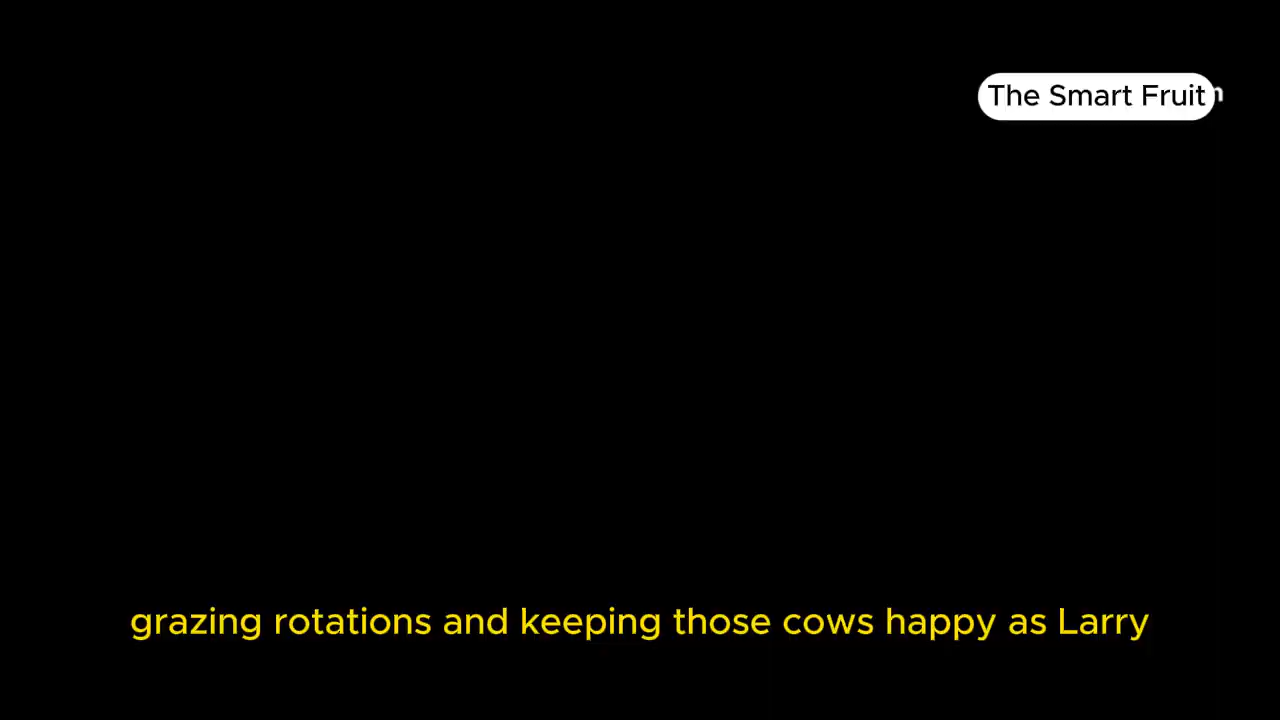 The Smart Fruit
grazing rotations and keeping those cows happy as Larry